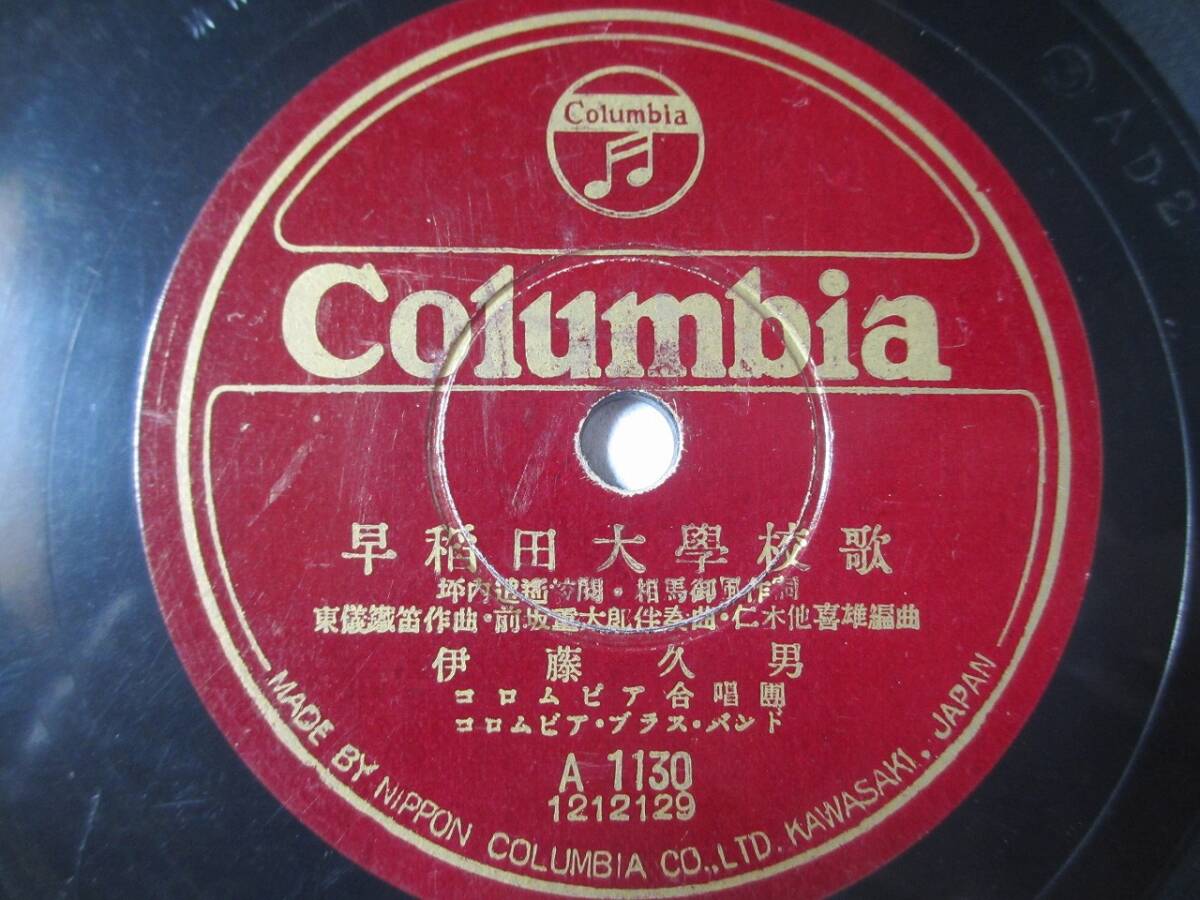 Columbia
Columbia
早稲田大學校歌
坪内逍遙校閲・相馬御風作詞
東儀鐵笛作曲・前坂重太郎伴奏曲・仁木他喜雄編曲
伊藤久男
コロムビア合唱團
コロムビア・ブラス・バンド
A 1130
1212129
MADE BY NIPPON COLUMBIA CO., LTD. KAWASAKI, JAPAN
A D 2